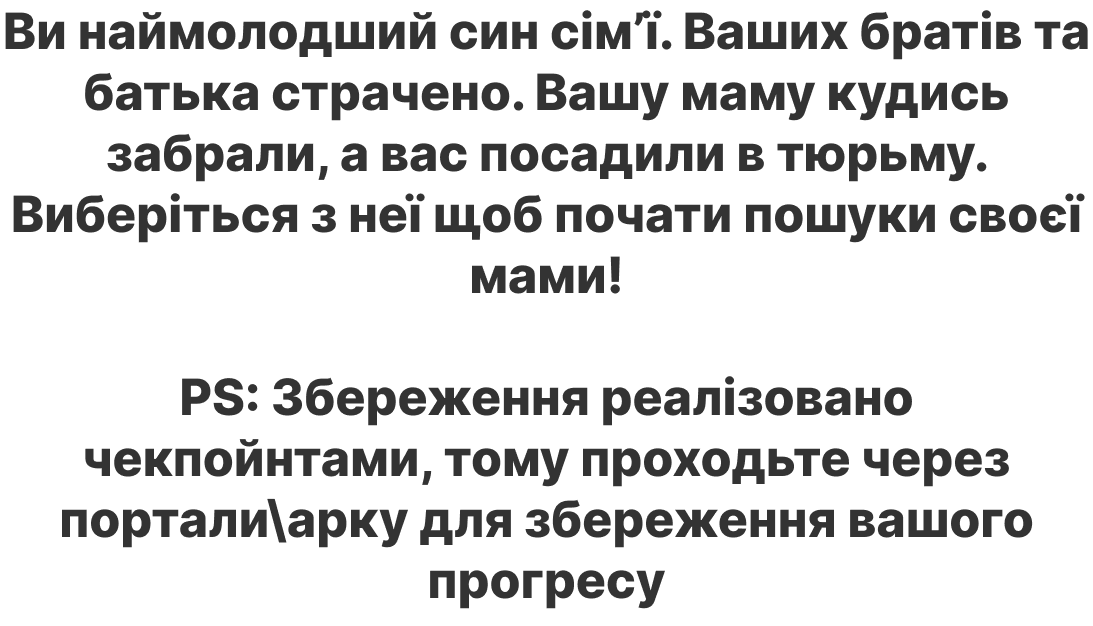 Ви наймолодший син сім’ї. Ваших братів та
батька страчено. Вашу маму кудись
забрали, а вас посадили в тюрьму.
Виберіться з неї щоб почати пошуки своєї
мами!
PS: Збереження реалізовано
чекпойнтами, тому проходьте через
портали\арку для збереження вашого
прогресу